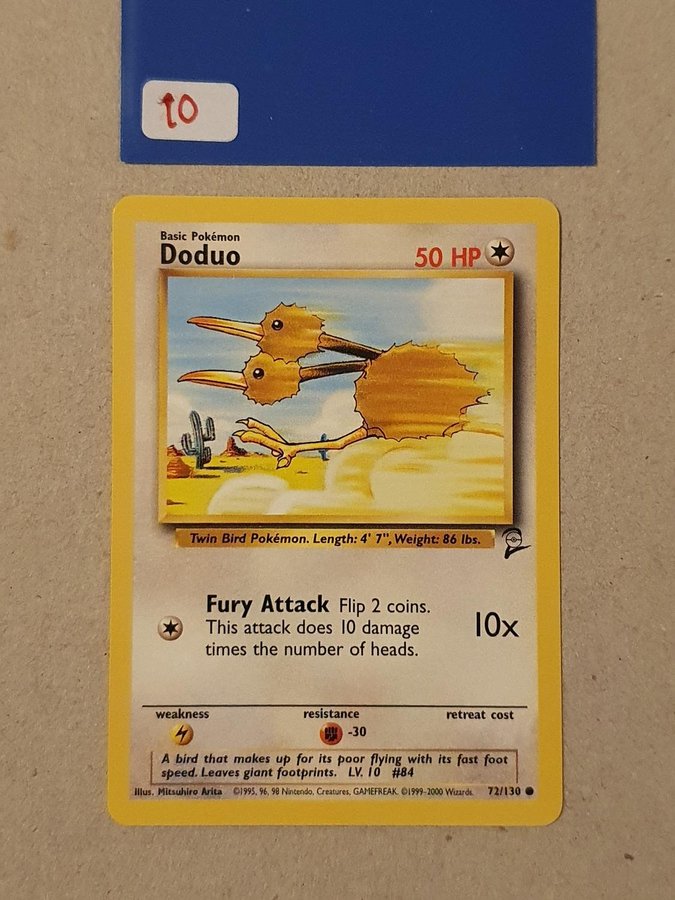 10
Basic Pokémon
Doduo
50 HP
Twin Bird Pokémon. Length: 4' 7", Weight: 86 lbs.
Fury Attack Flip 2 coins.
This attack does 10 damage
times the number of heads.
10x
weakness resistance retreat cost
-30
A bird that makes up for its poor flying with its fast foot
speed. Leaves giant footprints. LV. 10 #84
Illus. Mitsuhiro Arita ©1995, 96, 98 Nintendo, Creatures, GAMEFREAK. ©1999-2000 Wizards. 72/130